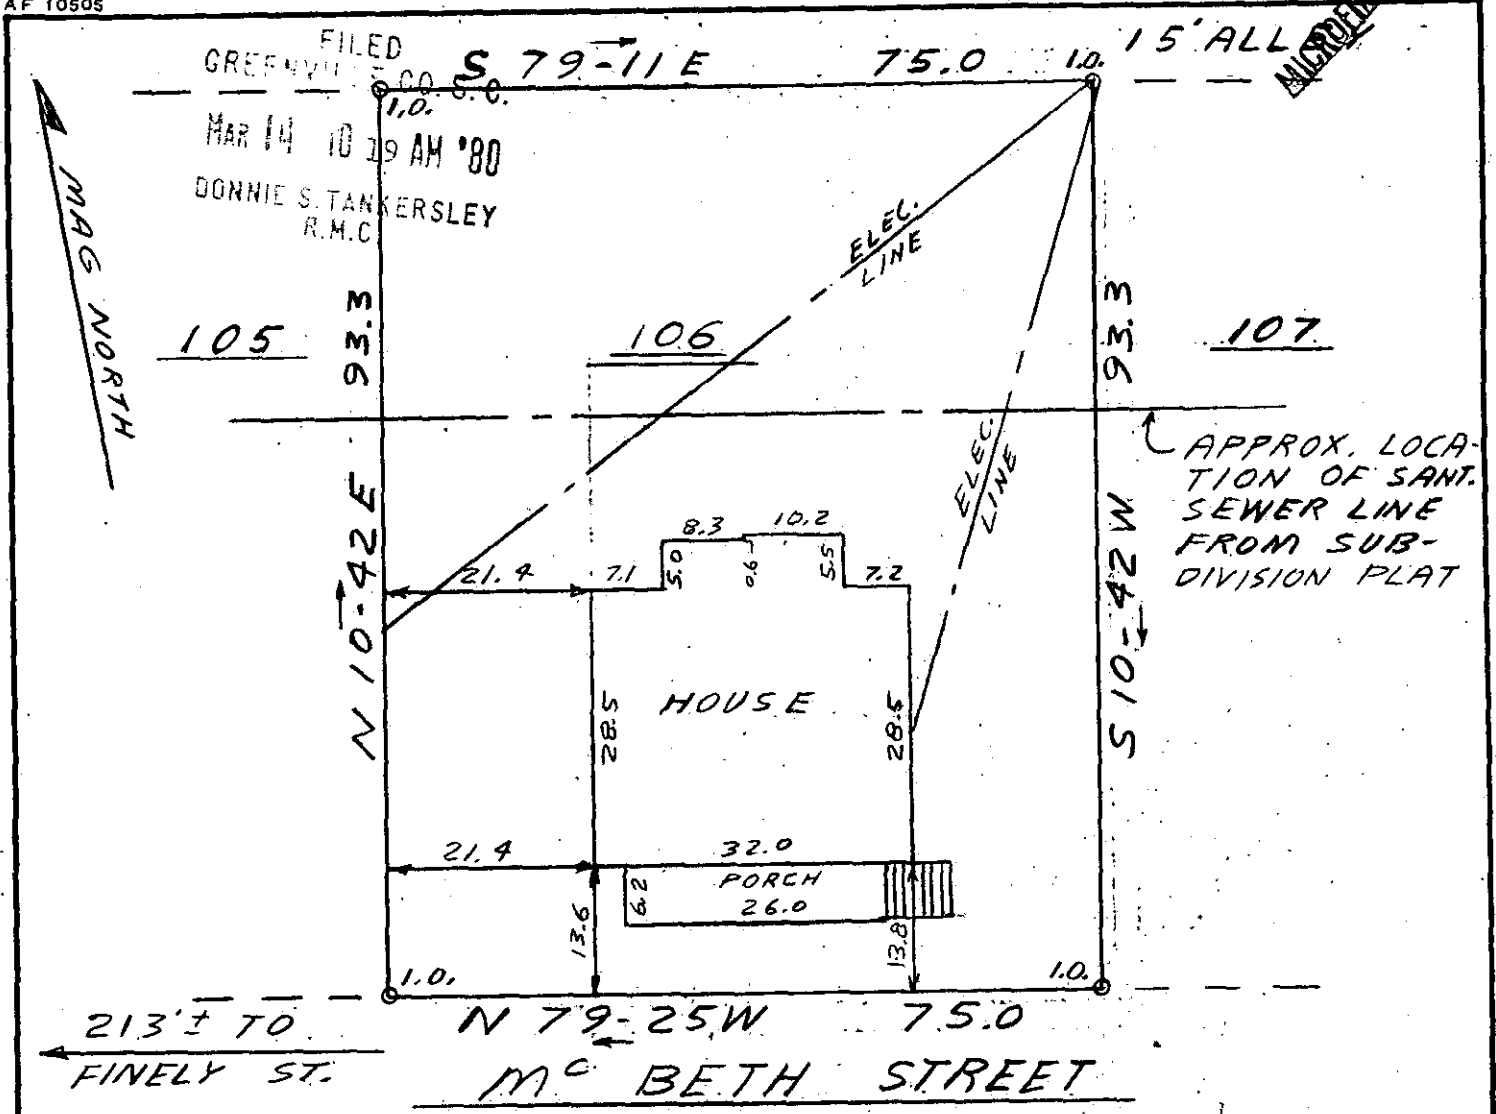 AF 10505
FILED
GREENVILLE CO. S. C.
MAR 14 10 19 AM '80
DONNIE S. TANKERSLEY
R.M.C.
S 79-11 E 75.0
15' ALL
I.O.
I.O.
MAG NORTH
ELEC.
LINE
93.3
93.3
105
106
107
APPROX. LOCA-
TION OF SANT.
SEWER LINE
FROM SUB-
DIVISION PLAT
ELEC.
LINE
N 10-42 E
S 10-42 W
8.3
10.2
5.0
0.6
5.5
21.4
7.1
7.2
HOUSE
28.5
28.5
21.4
32.0
PORCH
26.0
6.2
13.6
13.8
I.O.
I.O.
N 79-25 W 75.0
213'± TO
FINELY ST.
Mc BETH STREET